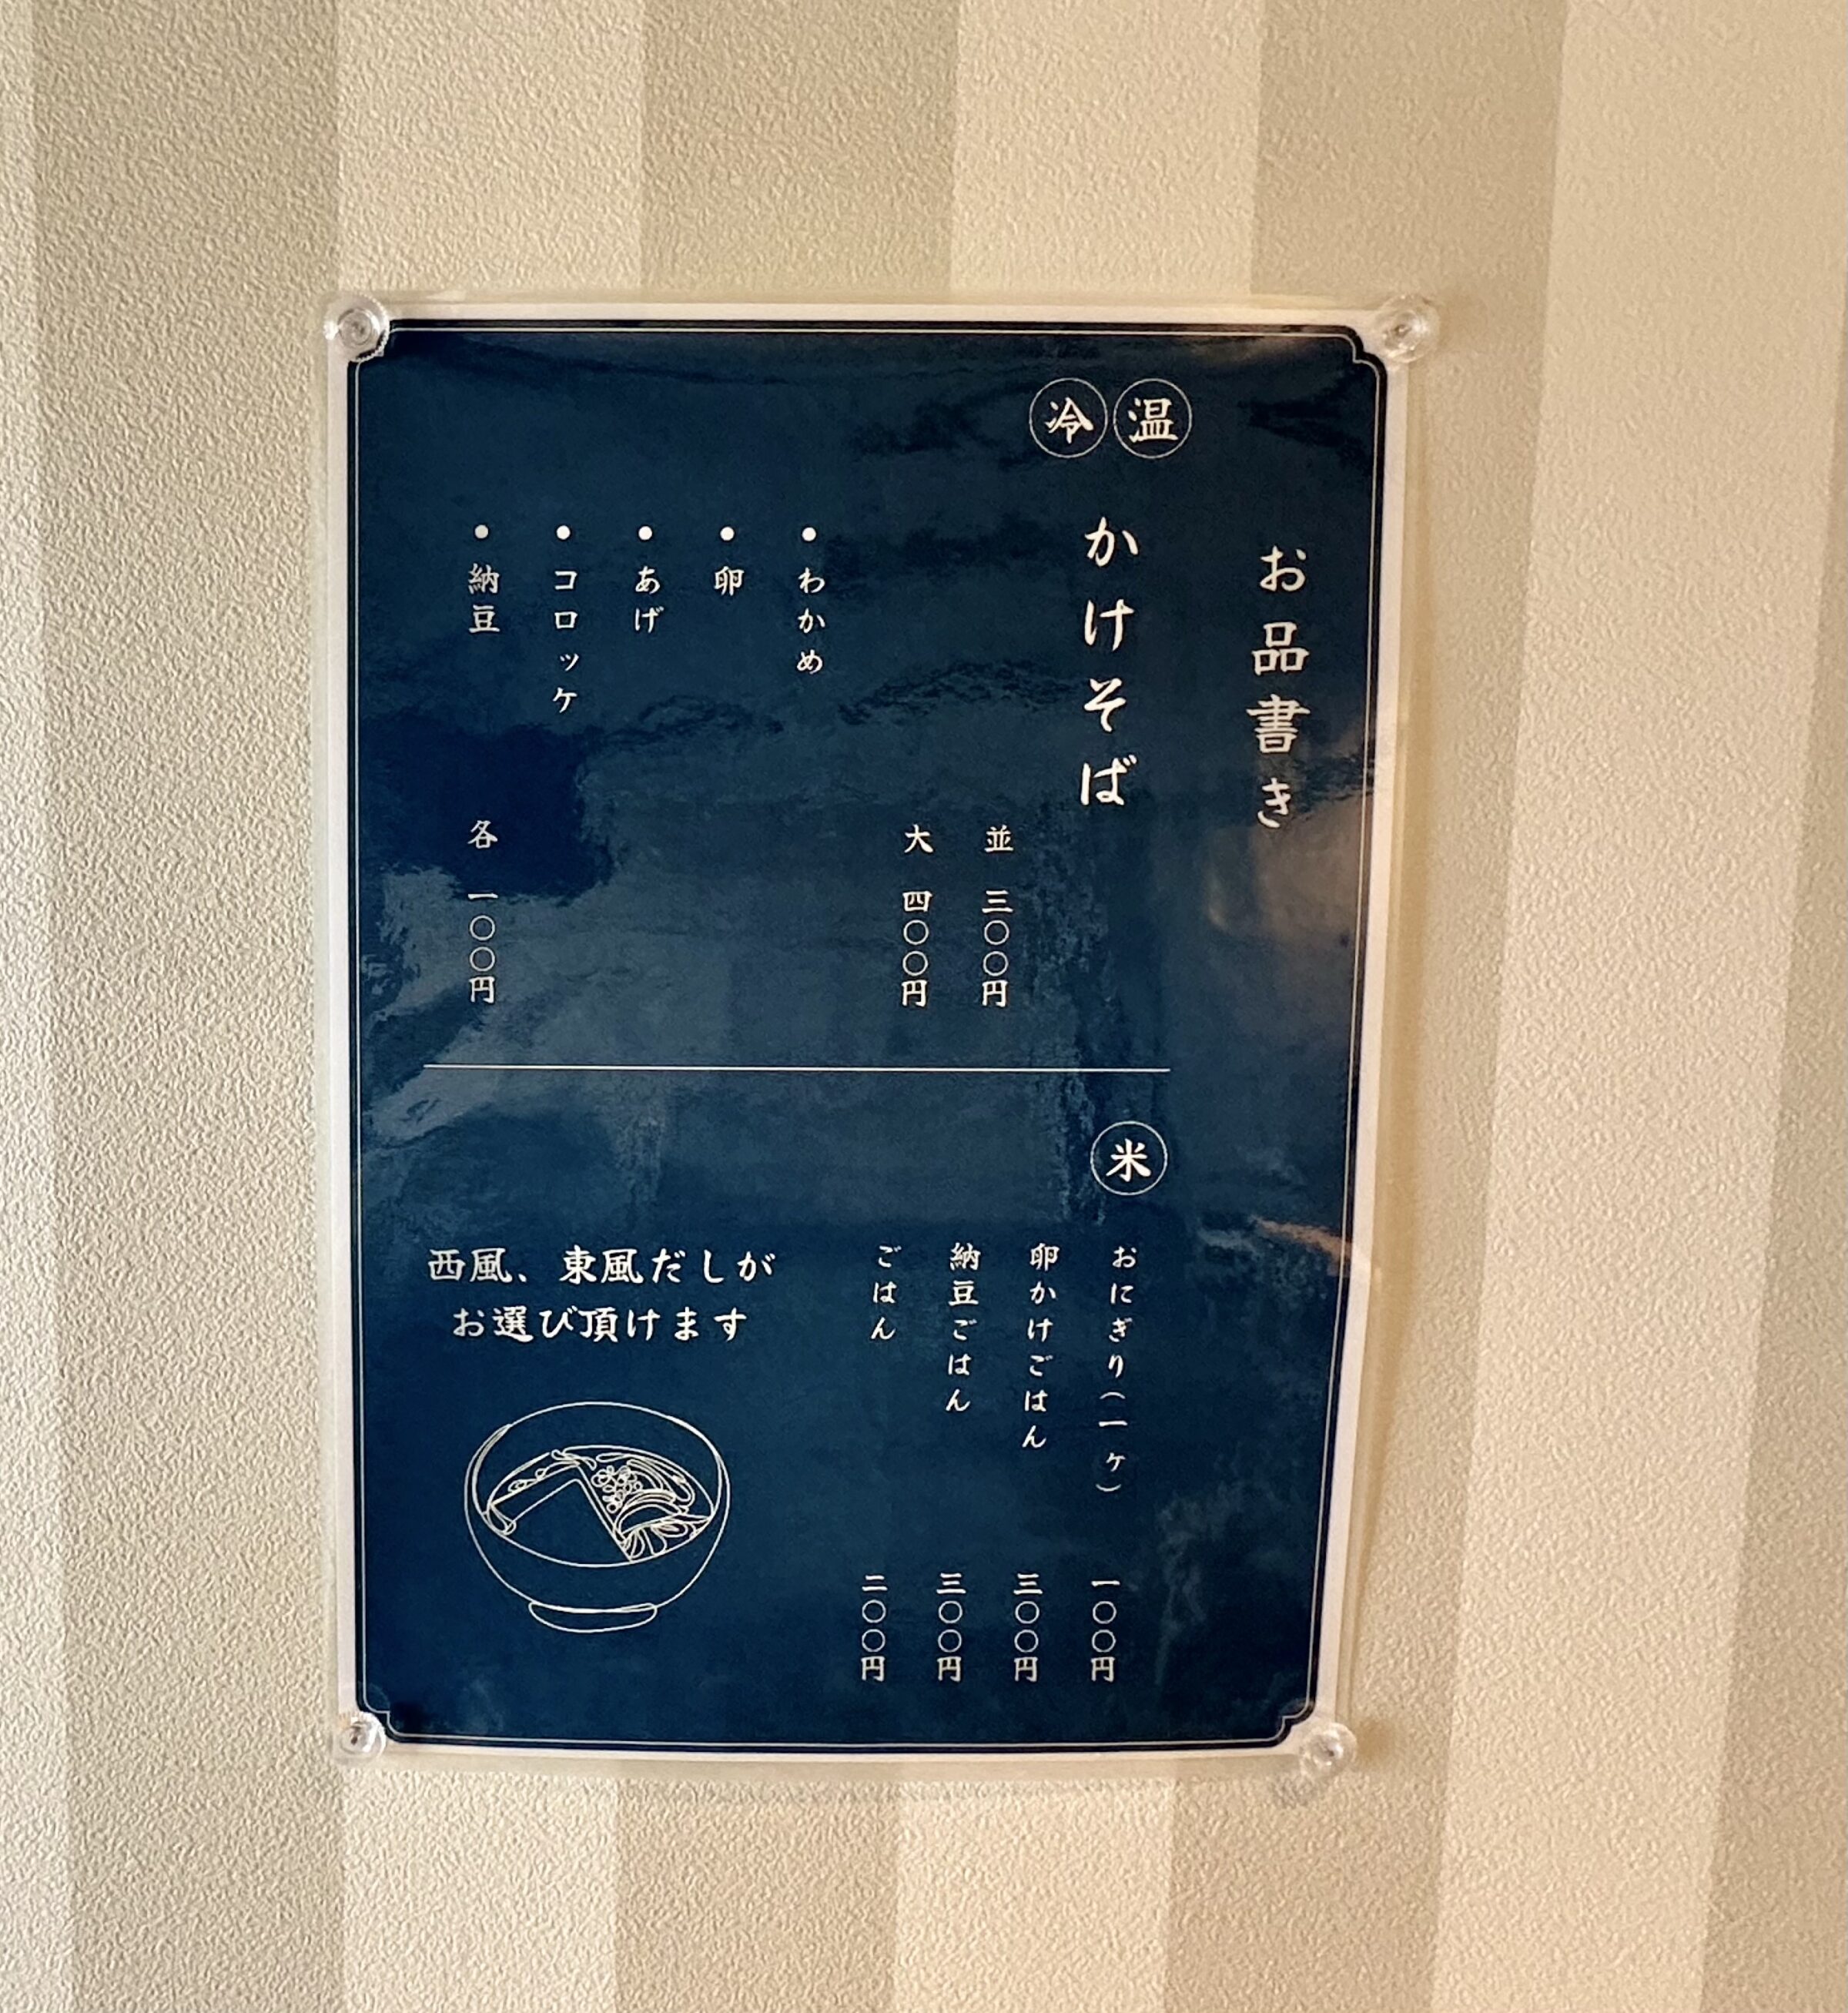 お品書き
温
冷
かけそば
並 三〇〇円
大 四〇〇円
・わかめ
・卵
・あげ
・コロッケ
・納豆
各 一〇〇円
米
おにぎり(一ヶ) 一〇〇円
卵かけごはん 三〇〇円
納豆ごはん 三〇〇円
ごはん 二〇〇円
西風、東風だしが
お選び頂けます